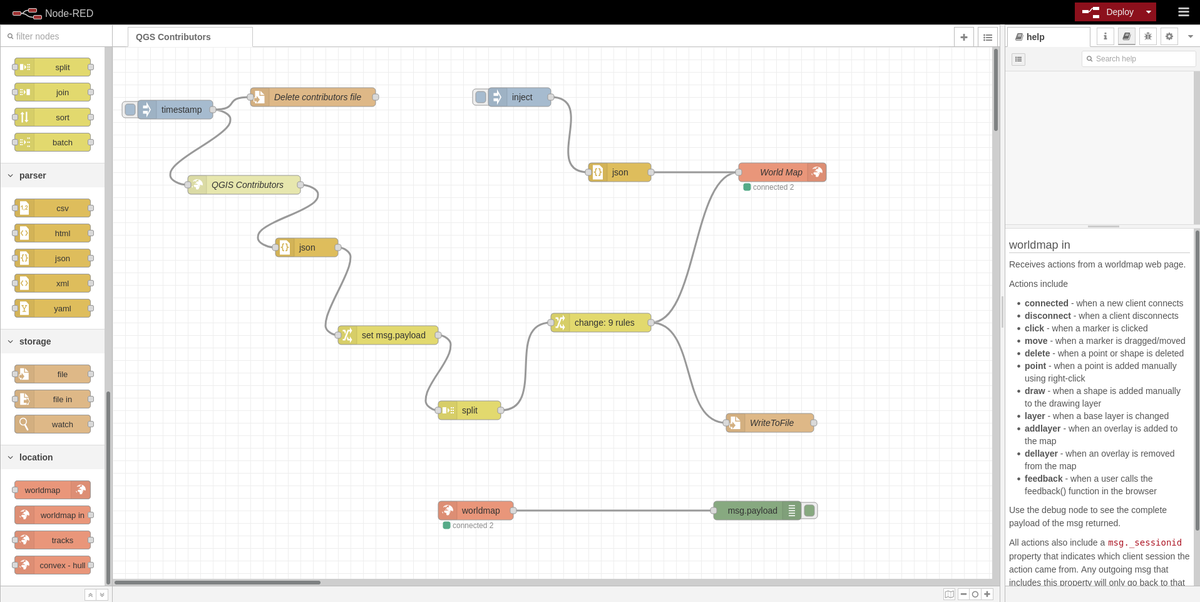 Node-RED
Deploy
filter nodes
QGS Contributors
help
i
Search help
split
join
sort
batch
parser
csv
html
json
xml
yaml
storage
file
file in
watch
location
worldmap
worldmap in
tracks
convex - hull
timestamp
Delete contributors file
inject
QGIS Contributors
json
World Map
connected 2
json
set msg.payload
change: 9 rules
split
WriteToFile
worldmap
connected 2
msg.payload
worldmap in
Receives actions from a worldmap web page.
Actions include
• connected - when a new client connects
• disconnect - when a client disconnects
• click - when a marker is clicked
• move - when a marker is dragged/moved
• delete - when a point or shape is deleted
• point - when a point is added manually
using right-click
• draw - when a shape is added manually
to the drawing layer
• layer - when a base layer is changed
• addlayer - when an overlay is added to
the map
• dellayer - when an overlay is removed
from the map
• feedback - when a user calls the
feedback() function in the browser
Use the debug node to see the complete
payload of the msg returned.
All actions also include a msg._sessionid
property that indicates which client session the
action came from. Any outgoing msg that
includes this property will only go back to that